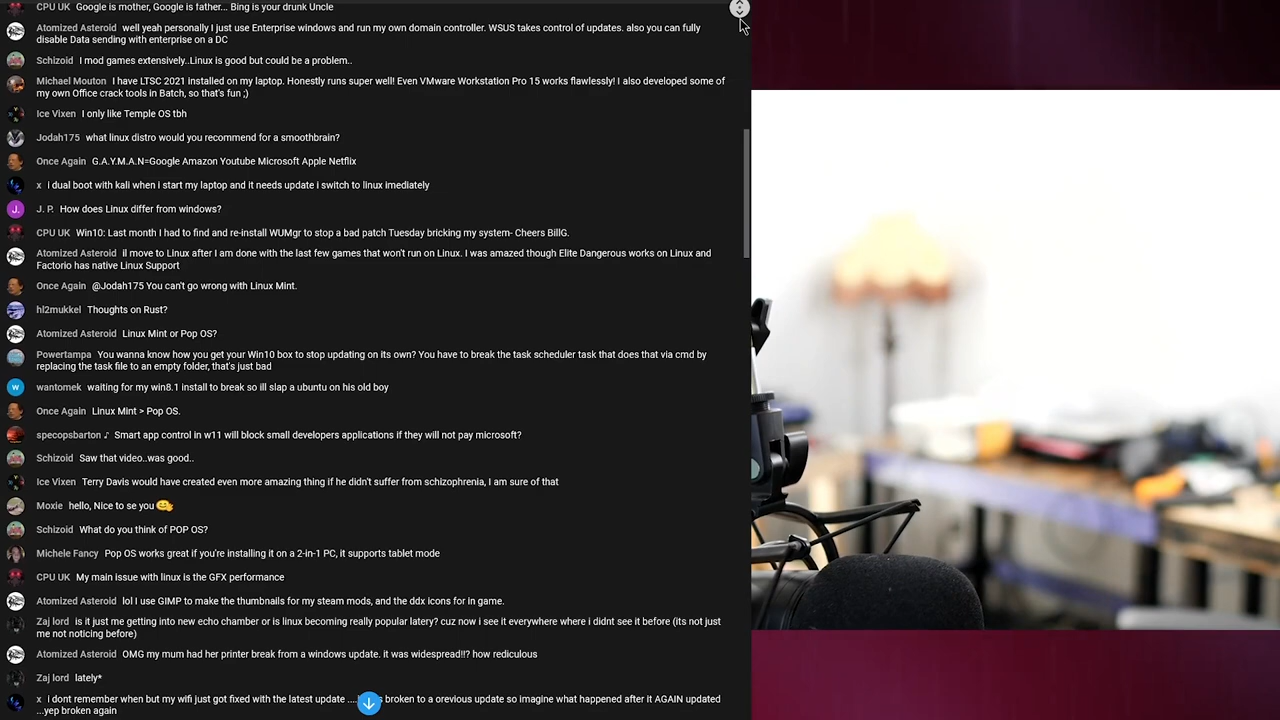 CPU UK Google is mother, Google is father... Bing is your drunk Uncle
Atomized Asteroid well yeah personally I just use Enterprise windows and run my own domain controller. WSUS takes control of updates. also you can fully
disable Data sending with enterprise on a DC
Schizoid I mod games extensively..Linux is good but could be a problem..
Michael Mouton I have LTSC 2021 installed on my laptop. Honestly runs super well! Even VMware Workstation Pro 15 works flawlessly! I also developed some of
my own Office crack tools in Batch, so that's fun ;)
Ice Vixen I only like Temple OS tbh
Jodah175 what linux distro would you recommend for a smoothbrain?
Once Again G.A.Y.M.A.N=Google Amazon Youtube Microsoft Apple Netflix
x i dual boot with kali when i start my laptop and it needs update i switch to linux imediately
J.
J. P. How does Linux differ from windows?
CPU UK Win10: Last month I had to find and re-install WUMgr to stop a bad patch Tuesday bricking my system- Cheers BillG.
Atomized Asteroid il move to Linux after I am done with the last few games that won't run on Linux. I was amazed though Elite Dangerous works on Linux and
Factorio has native Linux Support
Once Again @Jodah175 You can't go wrong with Linux Mint.
hl2mukkel Thoughts on Rust?
Atomized Asteroid Linux Mint or Pop OS?
Powertampa You wanna know how you get your Win10 box to stop updating on its own? You have to break the task scheduler task that does that via cmd by
replacing the task file to an empty folder, that's just bad
w
wantomek waiting for my win8.1 install to break so ill slap a ubuntu on his old boy
Once Again Linux Mint > Pop OS.
specopsbarton ♪ Smart app control in w11 will block small developers applications if they will not pay microsoft?
Schizoid Saw that video..was good..
Ice Vixen Terry Davis would have created even more amazing thing if he didn't suffer from schizophrenia, I am sure of that
Moxie hello, Nice to se you
Schizoid What do you think of POP OS?
Michele Fancy Pop OS works great if you're installing it on a 2-in-1 PC, it supports tablet mode
CPU UK My main issue with linux is the GFX performance
Atomized Asteroid lol I use GIMP to make the thumbnails for my steam mods, and the ddx icons for in game.
Zaj lord is it just me getting into new echo chamber or is linux becoming really popular latery? cuz now i see it everywhere where i didnt see it before (its not just
me not noticing before)
Atomized Asteroid OMG my mum had her printer break from a windows update. it was widespread!!? how rediculous
Zaj lord lately*
x i dont remember when but my wifi just got fixed with the latest update broken to a orevious update so imagine what happened after it AGAIN updated
...yep broken again